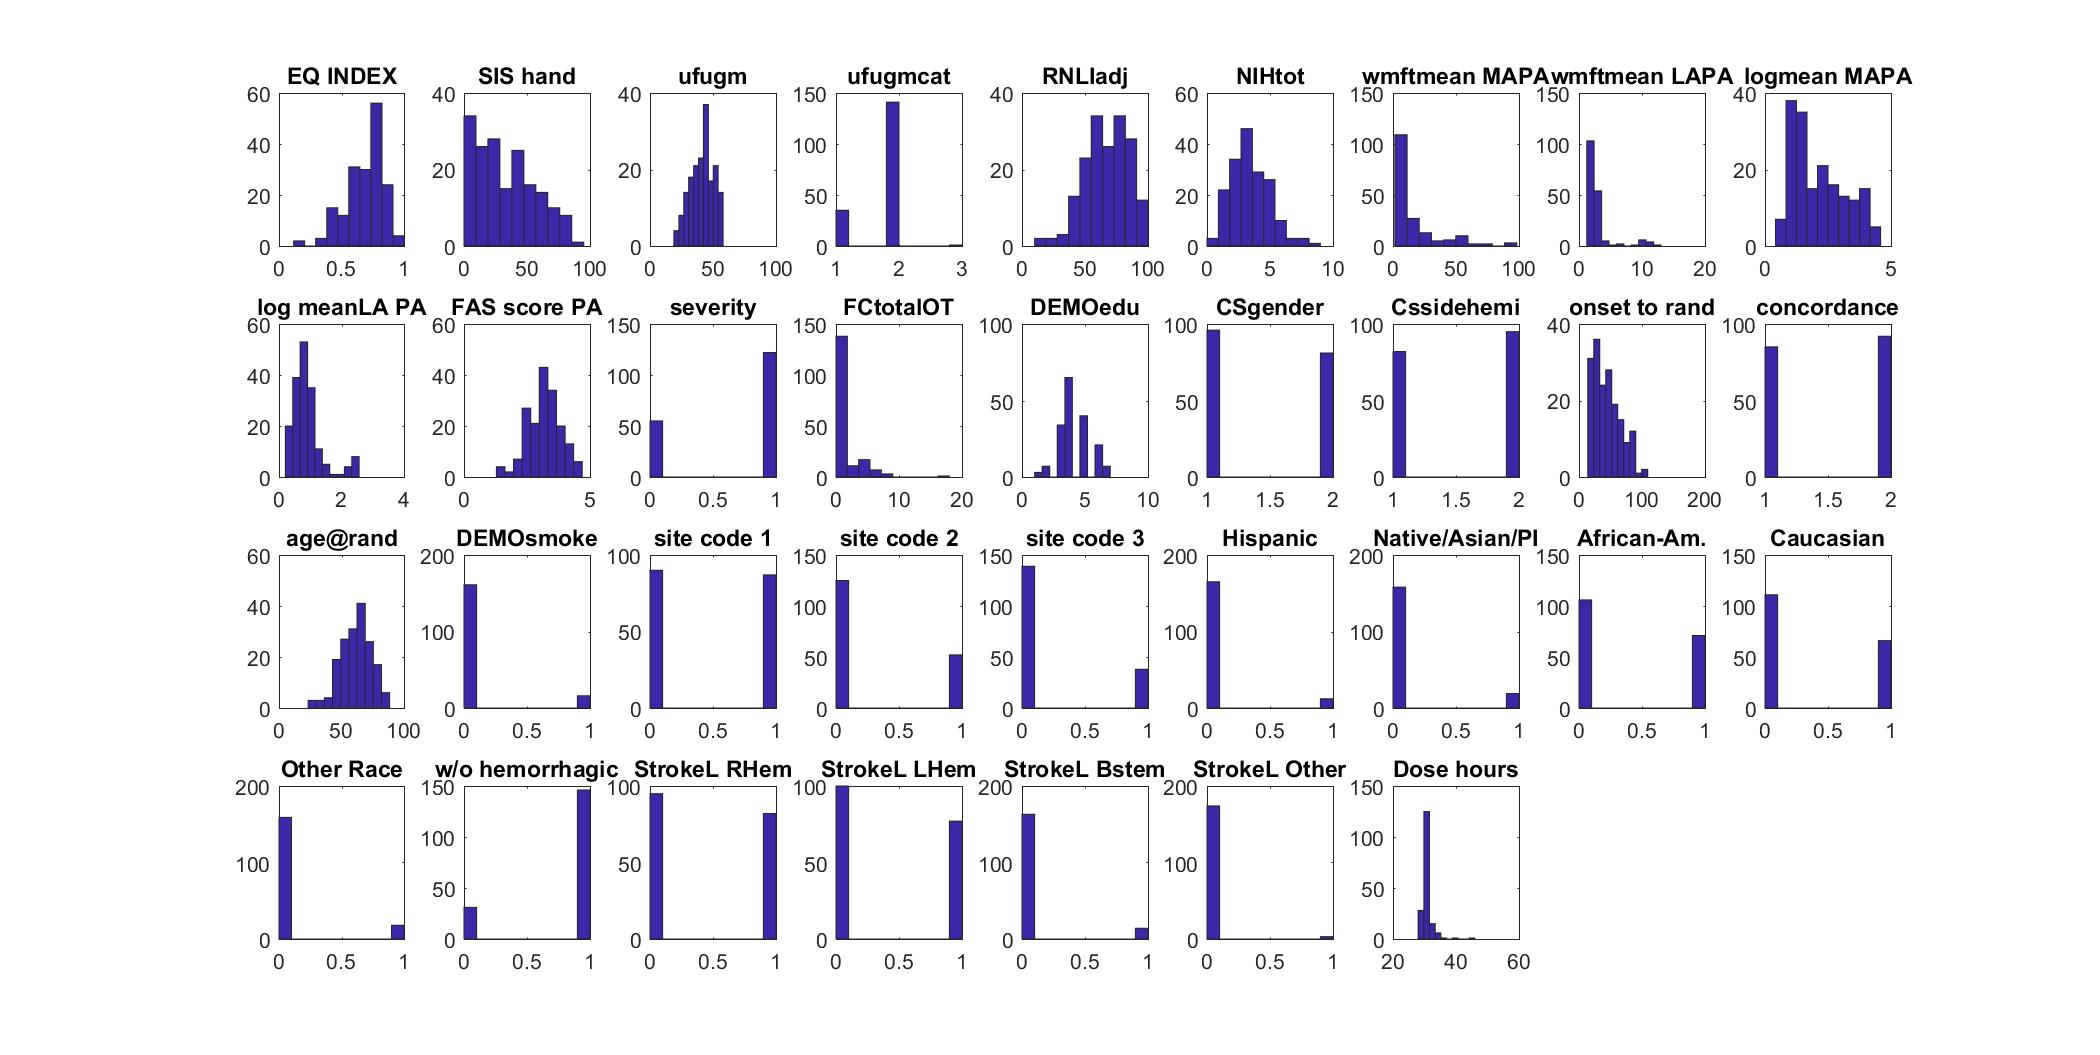 EQ INDEX SIS hand ufugm ufugmcat RNLIadj NIHtot wmftmean MAPA wmftmean LAPA logmean MAPA
60 40 40 150 40 60 150 150 40
40 100 40 100 100
20 20 20 20
20 50 20 50 50
0 0 0 0 0 0 0 0 0
0 0.5 1 0 50 100 0 50 100 1 2 3 0 50 100 0 5 10 0 50 100 0 10 20 0 5
log meanLA PA FAS score PA severity FCtotalOT DEMOedu CSgender Cssidehemi onset to rand concordance
60 60 150 150 100 100 100 40 100
40 40 100 100
50 50 50 20 50
20 20 50 50
0 0 0 0 0 0 0 0 0
0 2 4 0 5 0 0.5 1 0 10 20 0 5 10 1 1.5 2 1 1.5 2 0 100 200 1 1.5 2
age@rand DEMOsmoke site code 1 site code 2 site code 3 Hispanic Native/Asian/PI African-Am. Caucasian
60 200 100 150 150 200 200 150 150
40 100 100 100 100
100 50 100 100
20 50 50 50 50
0 0 0 0 0 0 0 0 0
0 50 100 0 0.5 1 0 0.5 1 0 0.5 1 0 0.5 1 0 0.5 1 0 0.5 1 0 0.5 1 0 0.5 1
Other Race w/o hemorrhagic StrokeL RHem StrokeL LHem StrokeL Bstem StrokeL Other Dose hours
200 150 100 100 200 200 150
100 100
100 50 50 100 100
50 50
0 0 0 0 0 0 0
0 0.5 1 0 0.5 1 0 0.5 1 0 0.5 1 0 0.5 1 0 0.5 1 20 40 60